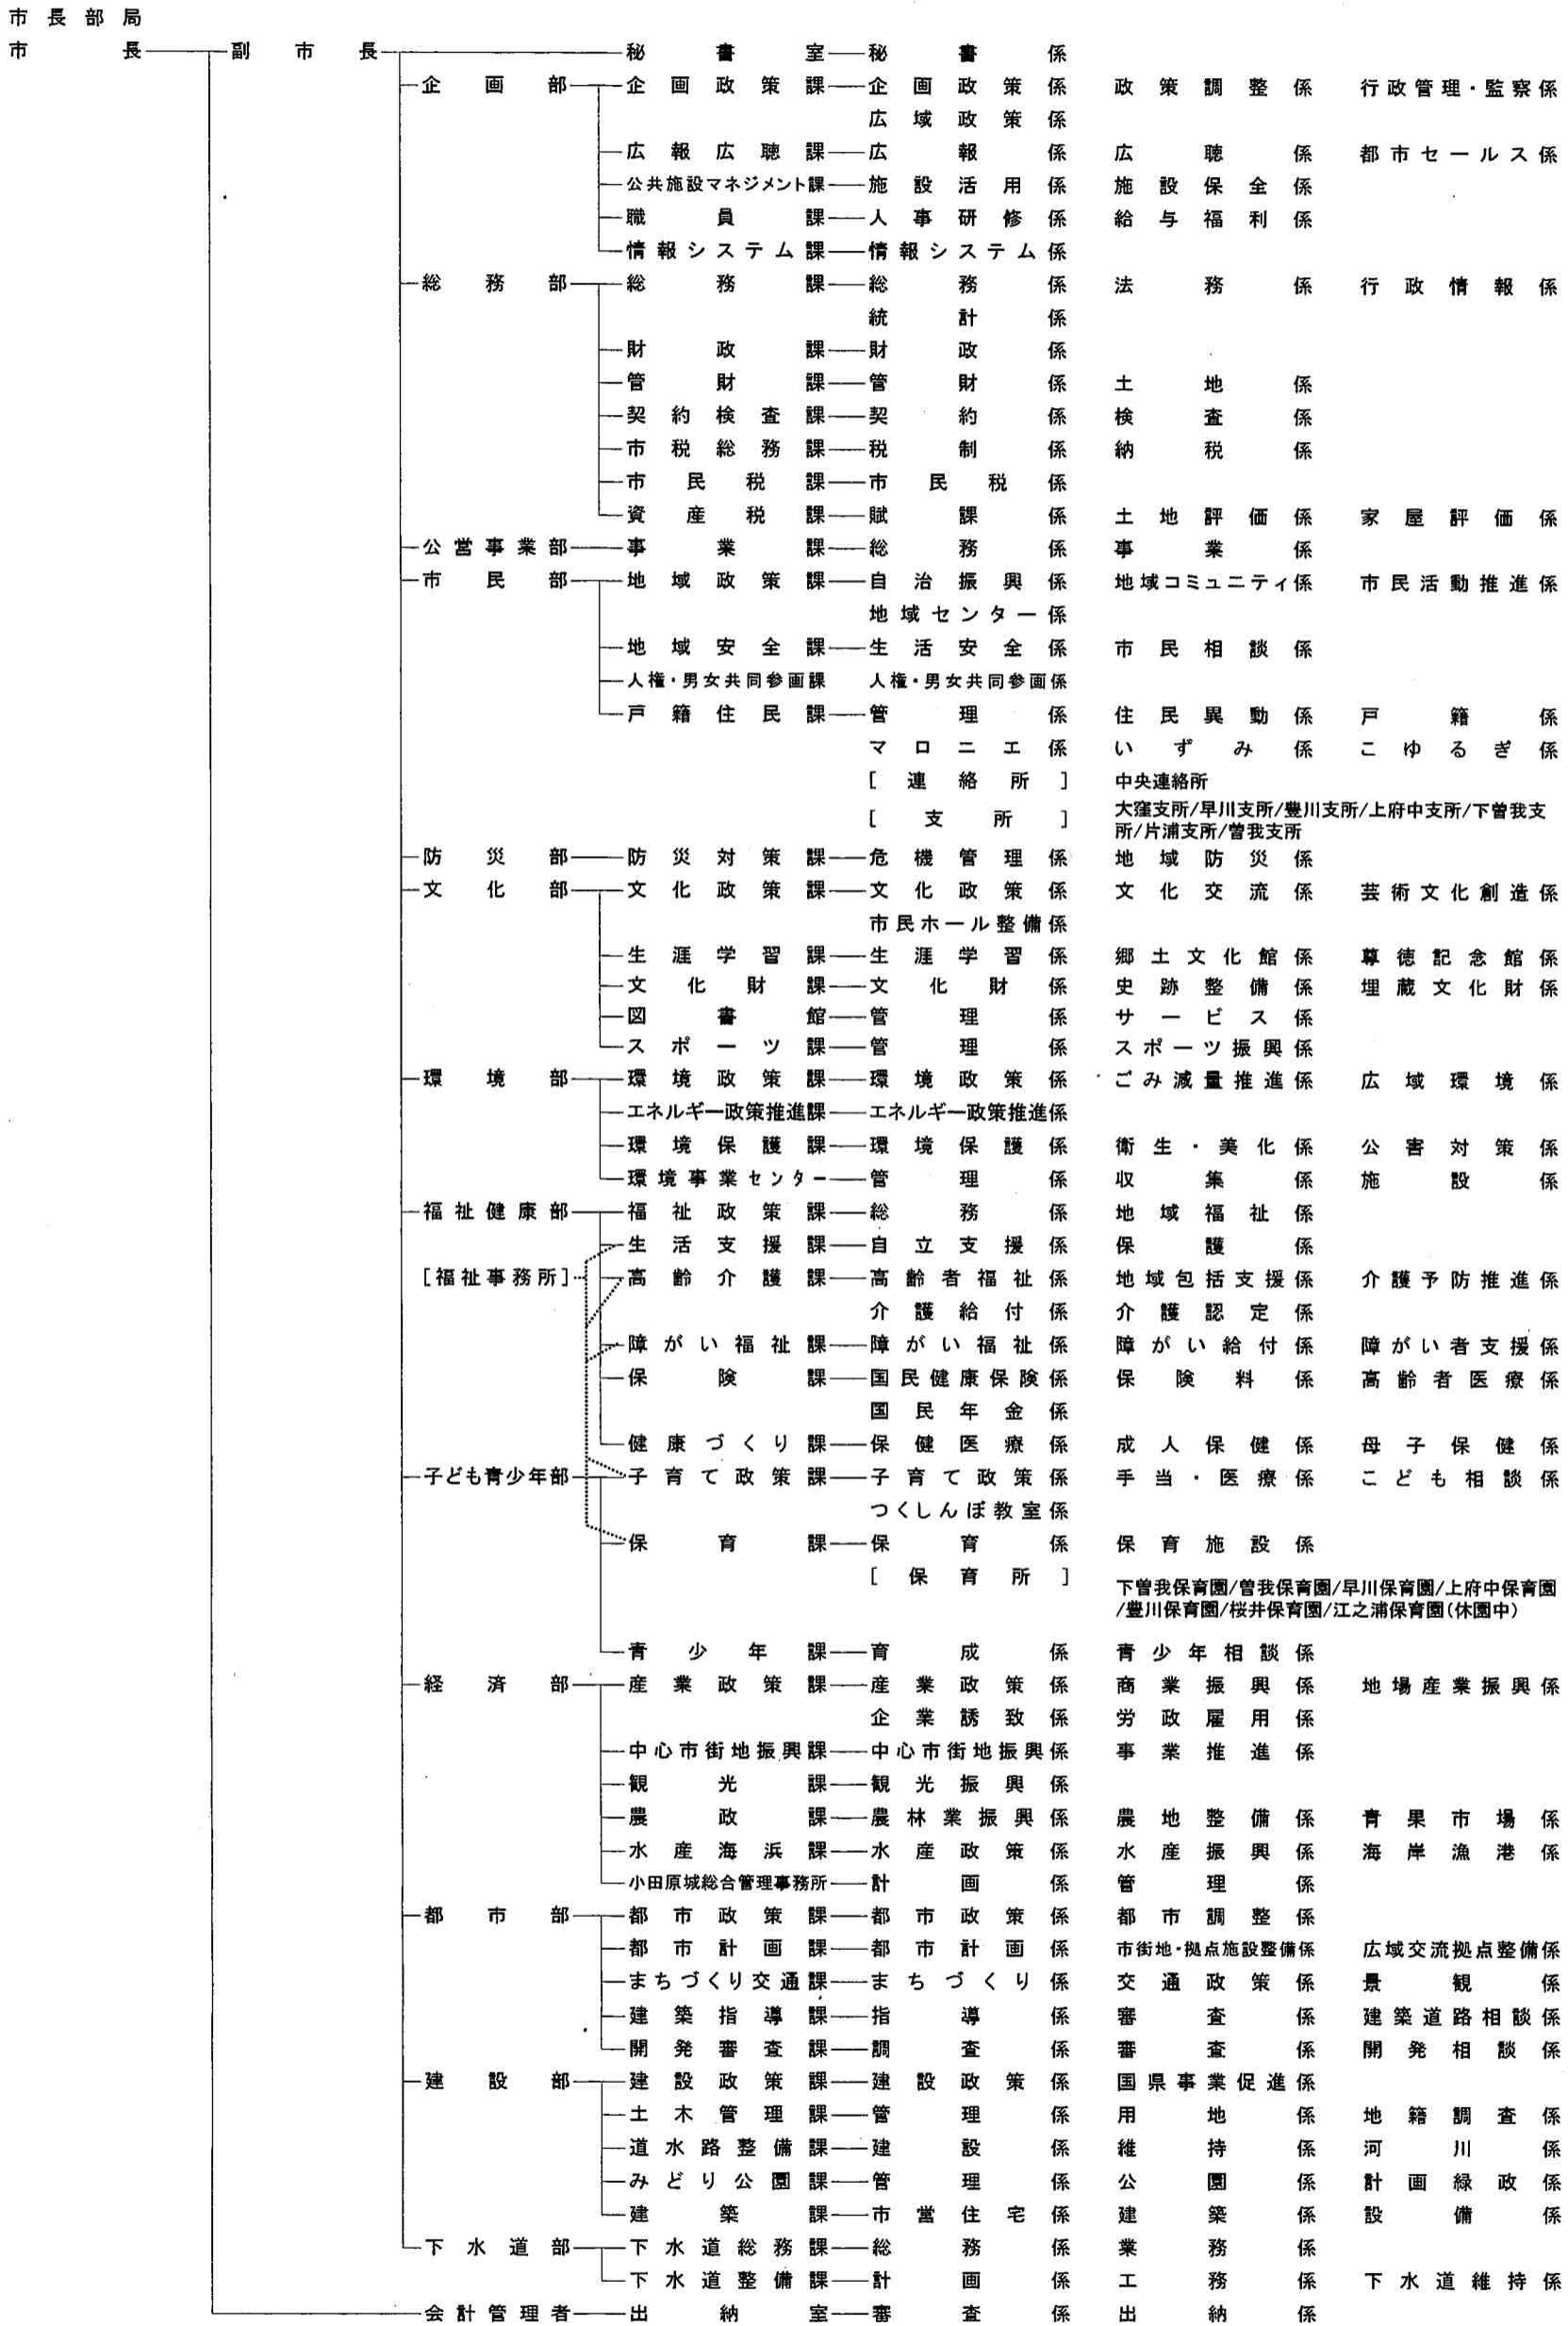 市長部局
市長 副市長 秘書室 秘書係
企画部 企画政策課 企画政策係 政策調整係 行政管理・監察係
広域政策係
広報広聴課 広報係 広聴係 都市セールス係
公共施設マネジメント課 施設活用係 施設保全係
職員課 人事研修係 給与福利係
情報システム課 情報システム係
総務部 総務課 総務係 法務係 行政情報係
統計係
財政課 財政係
管財課 管財係 土地係
契約検査課 契約係 検査係
市税総務課 税制係 納税係
市民税課 市民税係
資産税課 賦課係 土地評価係 家屋評価係
公営事業部 事業課 総務係 事業係
市民部 地域政策課 自治振興係 地域コミュニティ係 市民活動推進係
地域センター係
地域安全課 生活安全係 市民相談係
人権・男女共同参画課 人権・男女共同参画係
戸籍住民課 管理係 住民異動係 戸籍係
マロニエ係 いずみ係 こゆるぎ係
[連絡所] 中央連絡所
[支所] 大窪支所/早川支所/豊川支所/上府中支所/下曽我支
所/片浦支所/曽我支所
防災部 防災対策課 危機管理係 地域防災係
文化部 文化政策課 文化政策係 文化交流係 芸術文化創造係
市民ホール整備係
生涯学習課 生涯学習係 郷土文化館係 尊徳記念館係
文化財課 文化財係 史跡整備係 埋蔵文化財係
図書館 管理係 サービス係
スポーツ課 管理係 スポーツ振興係
環境部 環境政策課 環境政策係 ごみ減量推進係 広域環境係
エネルギー政策推進課 エネルギー政策推進係
環境保護課 環境保護係 衛生・美化係 公害対策係
環境事業センター 管理係 収集係 施設係
福祉健康部 福祉政策課 総務係 地域福祉係
生活支援課 自立支援係 保護係
[福祉事務所] 高齢介護課 高齢者福祉係 地域包括支援係 介護予防推進係
介護給付係 介護認定係
障がい福祉課 障がい福祉係 障がい給付係 障がい者支援係
保険課 国民健康保険係 保険料係 高齢者医療係
国民年金係
健康づくり課 保健医療係 成人保健係 母子保健係
子ども青少年部 子育て政策課 子育て政策係 手当・医療係 こども相談係
つくしんぼ教室係
保育課 保育係 保育施設係
[保育所] 下曽我保育園/曽我保育園/早川保育園/上府中保育園
/豊川保育園/桜井保育園/江之浦保育園(休園中)
青少年課 育成係 青少年相談係
経済部 産業政策課 産業政策係 商業振興係 地場産業振興係
企業誘致係 労政雇用係
中心市街地振興課 中心市街地振興係 事業推進係
観光課 観光振興係
農政課 農林業振興係 農地整備係 青果市場係
水産海浜課 水産政策係 水産振興係 海岸漁港係
小田原城総合管理事務所 計画係 管理係
都市部 都市政策課 都市政策係 都市調整係
都市計画課 都市計画係 市街地・拠点施設整備係 広域交流拠点整備係
まちづくり交通課 まちづくり係 交通政策係 景観係
建築指導課 指導係 審査係 建築道路相談係
開発審査課 調査係 審査係 開発相談係
建設部 建設政策課 建設政策係 国県事業促進係
土木管理課 管理係 用地係 地籍調査係
道水路整備課 建設係 維持係 河川係
みどり公園課 管理係 公園係 計画緑政係
建築課 市営住宅係 建築係 設備係
下水道部 下水道総務課 総務係 業務係
下水道整備課 計画係 工務係 下水道維持係
会計管理者 出納室 審査係 出納係